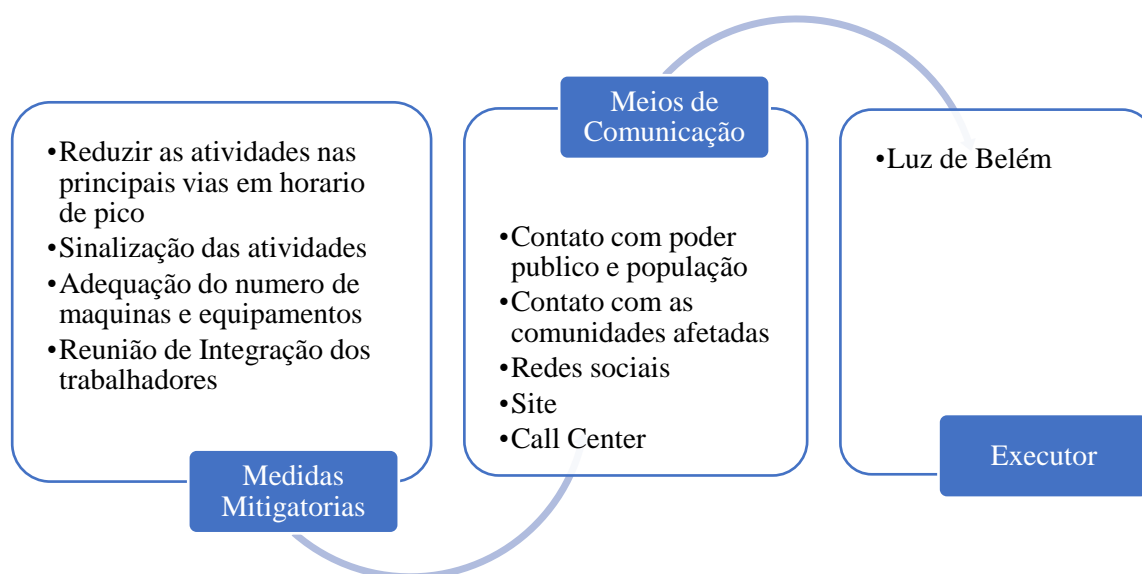 •Reduzir as atividades nas
principais vias em horario
de pico
•Sinalização das atividades
•Adequação do numero de
maquinas e equipamentos
•Reunião de Integração dos
trabalhadores
Medidas
Mitigatorias
Meios de
Comunicação
•Contato com poder
publico e população
•Contato com as
comunidades afetadas
•Redes sociais
•Site
•Call Center
•Luz de Belém
Executor